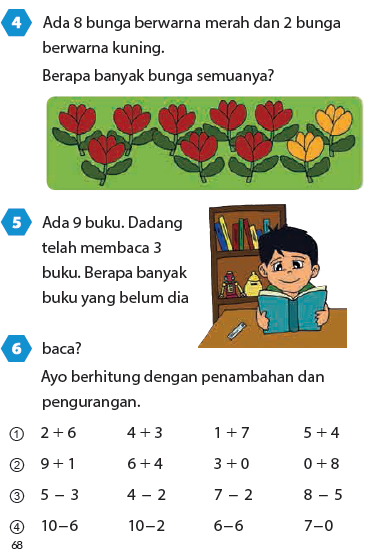 4 Ada 8 bunga berwarna merah dan 2 bunga
berwarna kuning.
Berapa banyak bunga semuanya?
5 Ada 9 buku. Dadang
telah membaca 3
buku. Berapa banyak
buku yang belum dia
6 baca?
Ayo berhitung dengan penambahan dan
pengurangan.
① 2 + 6 4 + 3 1 + 7 5 + 4
② 9 + 1 6 + 4 3 + 0 0 + 8
③ 5 − 3 4 − 2 7 − 2 8 − 5
④ 10−6 10−2 6−6 7−0
68